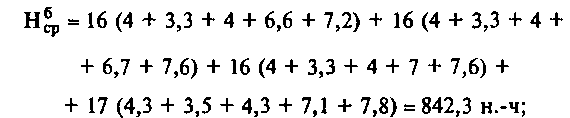 Н^б_ср = 16 (4 + 3,3 + 4 + 6,6 + 7,2) + 16 (4 + 3,3 + 4 +
+ 6,7 + 7,6) + 16 (4 + 3,3 + 4 + 7 + 7,6) +
+ 17 (4,3 + 3,5 + 4,3 + 7,1 + 7,8) = 842,3 н.-ч;